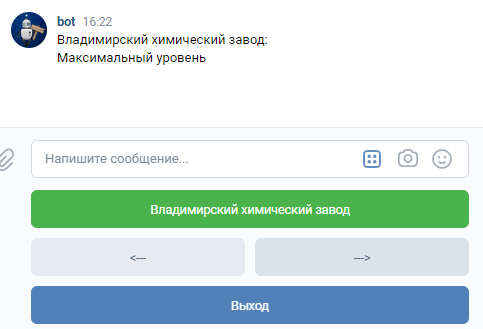 bot 16:22
Владимирский химический завод:
Максимальный уровень
Напишите сообщение...
Владимирский химический завод
<--- --->
Выход